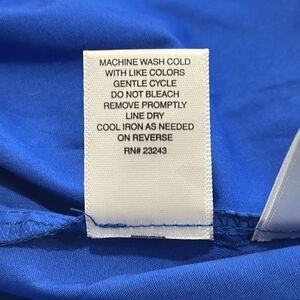 MACHINE WASH COLD
WITH LIKE COLORS
GENTLE CYCLE
DO NOT BLEACH
REMOVE PROMPTLY
LINE DRY
COOL IRON AS NEEDED
ON REVERSE
RN# 23243